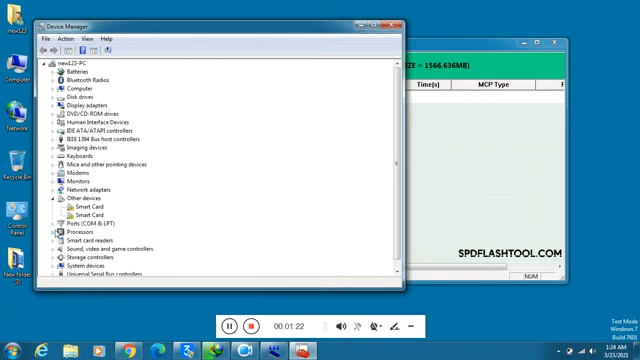 new123
Computer
Network
Recycle Bin
Control
Panel
New folder
(3)
Device Manager
File Action View Help
new123-PC
Batteries
Bluetooth Radios
Computer
Disk drives
Display adapters
DVD/CD-ROM drives
Human Interface Devices
IDE ATA/ATAPI controllers
IEEE 1394 Bus host controllers
Imaging devices
Keyboards
Mice and other pointing devices
Modems
Monitors
Network adapters
Other devices
Smart Card
Smart Card
Ports (COM & LPT)
Processors
Smart card readers
Sound, video and game controllers
Storage controllers
System devices
Universal Serial Bus controllers
SIZE = 1566.636MB)
Time(s) MCP Type
SPDFLASHTOOL.COM
NUM
00:01:22
Test Mode
Windows 7
Build 7601
1:24 AM